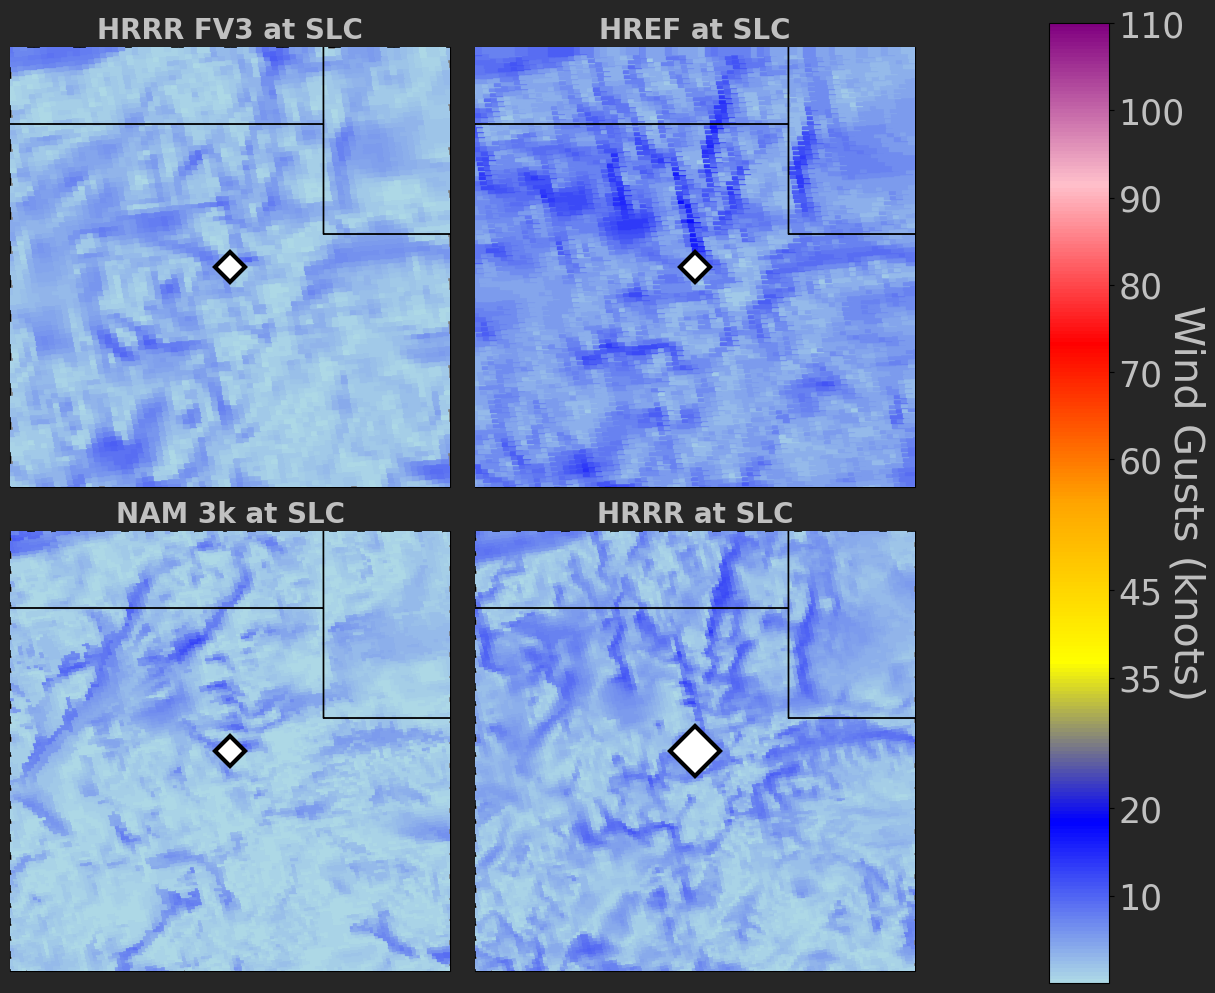 HRRR FV3 at SLC
HREF at SLC
NAM 3k at SLC
HRRR at SLC
110
100
90
80
70
60
45
35
20
10
Wind Gusts (knots)